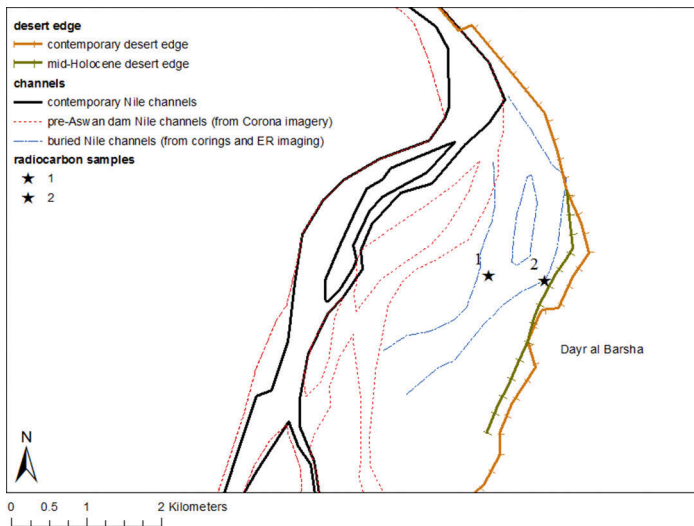 desert edge
contemporary desert edge
mid-Holocene desert edge
channels
contemporary Nile channels
pre-Aswan dam Nile channels (from Corona imagery)
buried Nile channels (from corings and ER imaging)
radiocarbon samples
1
2
1
2
Dayr al Barsha
N
0 0.5 1 2 Kilometers